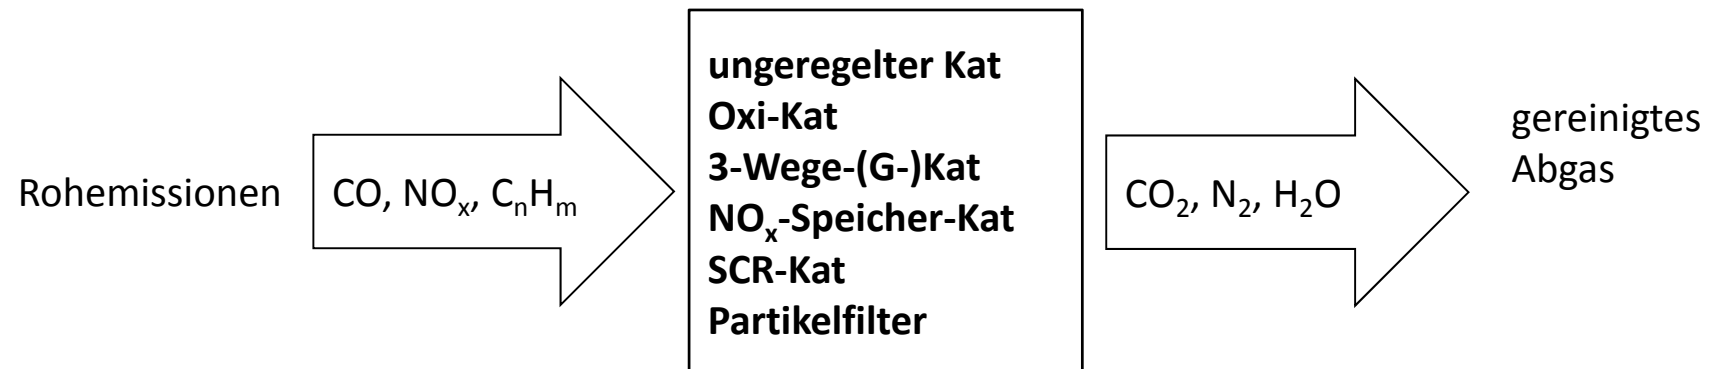 Rohemissionen
CO, NOₓ, CₙHₘ
ungeregelter Kat
Oxi-Kat
3-Wege-(G-)Kat
NOₓ-Speicher-Kat
SCR-Kat
Partikelfilter
CO₂, N₂, H₂O
gereinigtes
Abgas